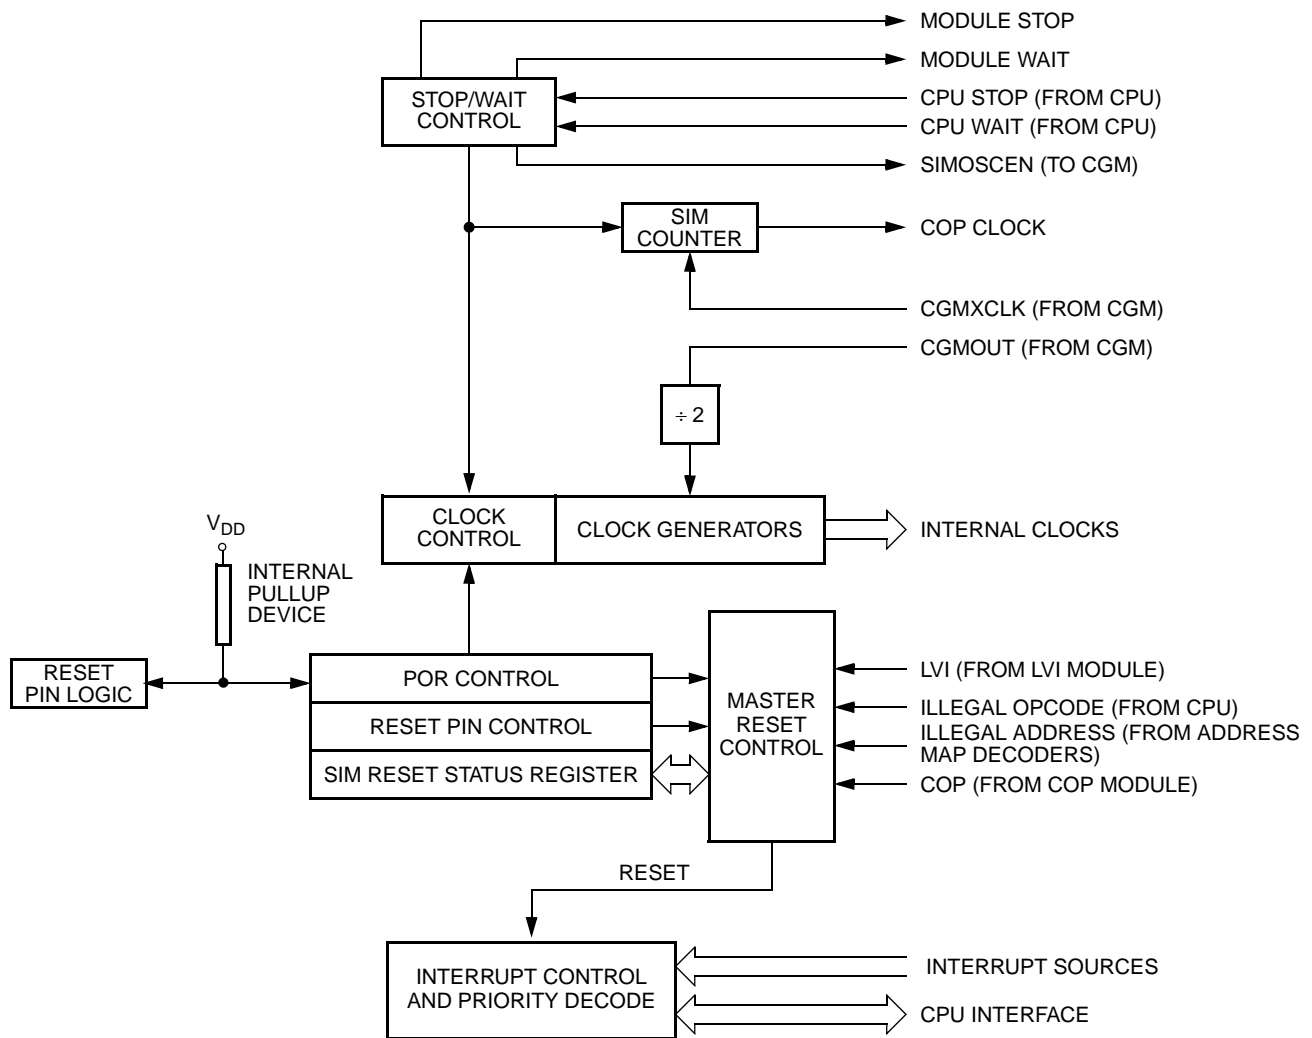 MODULE STOP
MODULE WAIT
STOP/WAIT
CONTROL
CPU STOP (FROM CPU)
CPU WAIT (FROM CPU)
SIMOSCEN (TO CGM)
SIM
COUNTER
COP CLOCK
CGMXCLK (FROM CGM)
CGMOUT (FROM CGM)
÷ 2
CLOCK
CONTROL
CLOCK GENERATORS
INTERNAL CLOCKS
VDD
INTERNAL
PULLUP
DEVICE
RESET
PIN LOGIC
POR CONTROL
RESET PIN CONTROL
SIM RESET STATUS REGISTER
MASTER
RESET
CONTROL
LVI (FROM LVI MODULE)
ILLEGAL OPCODE (FROM CPU)
ILLEGAL ADDRESS (FROM ADDRESS
MAP DECODERS)
COP (FROM COP MODULE)
RESET
INTERRUPT CONTROL
AND PRIORITY DECODE
INTERRUPT SOURCES
CPU INTERFACE